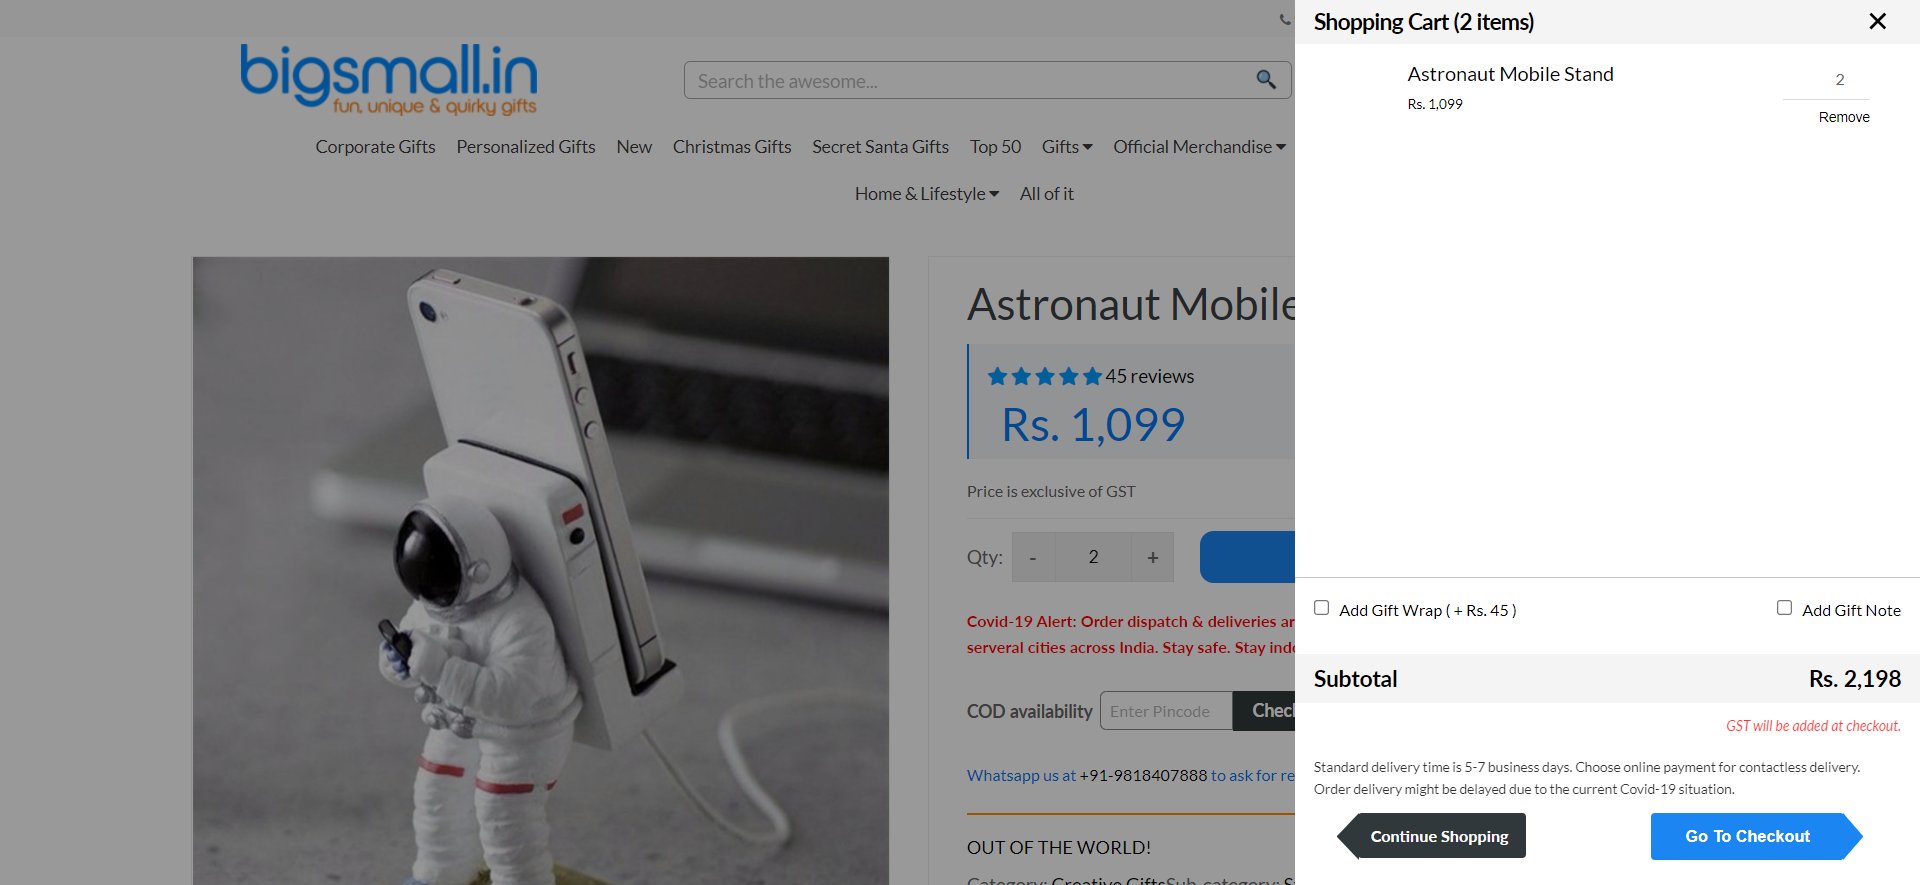 bigsmall.in
fun, unique & quirky gifts
Search the awesome...
Corporate Gifts Personalized Gifts New Christmas Gifts Secret Santa Gifts Top 50 Gifts Official Merchandise
Home & Lifestyle All of it
Astronaut Mobile
45 reviews
Rs. 1,099
Price is exclusive of GST
Qty: - 2 +
Covid-19 Alert: Order dispatch & deliveries
serveral cities across India. Stay safe. Stay
COD availability Enter Pincode
Whatsapp us at +91-9818407888 to ask for
OUT OF THE WORLD!
Category: Creative Gifts Sub-category:
Shopping Cart (2 items)
Astronaut Mobile Stand 2
Rs. 1,099
Remove
Add Gift Wrap ( + Rs. 45 ) Add Gift Note
Subtotal Rs. 2,198
GST will be added at checkout.
Standard delivery time is 5-7 business days. Choose online payment for contactless delivery.
Order delivery might be delayed due to the current Covid-19 situation.
Continue Shopping Go To Checkout